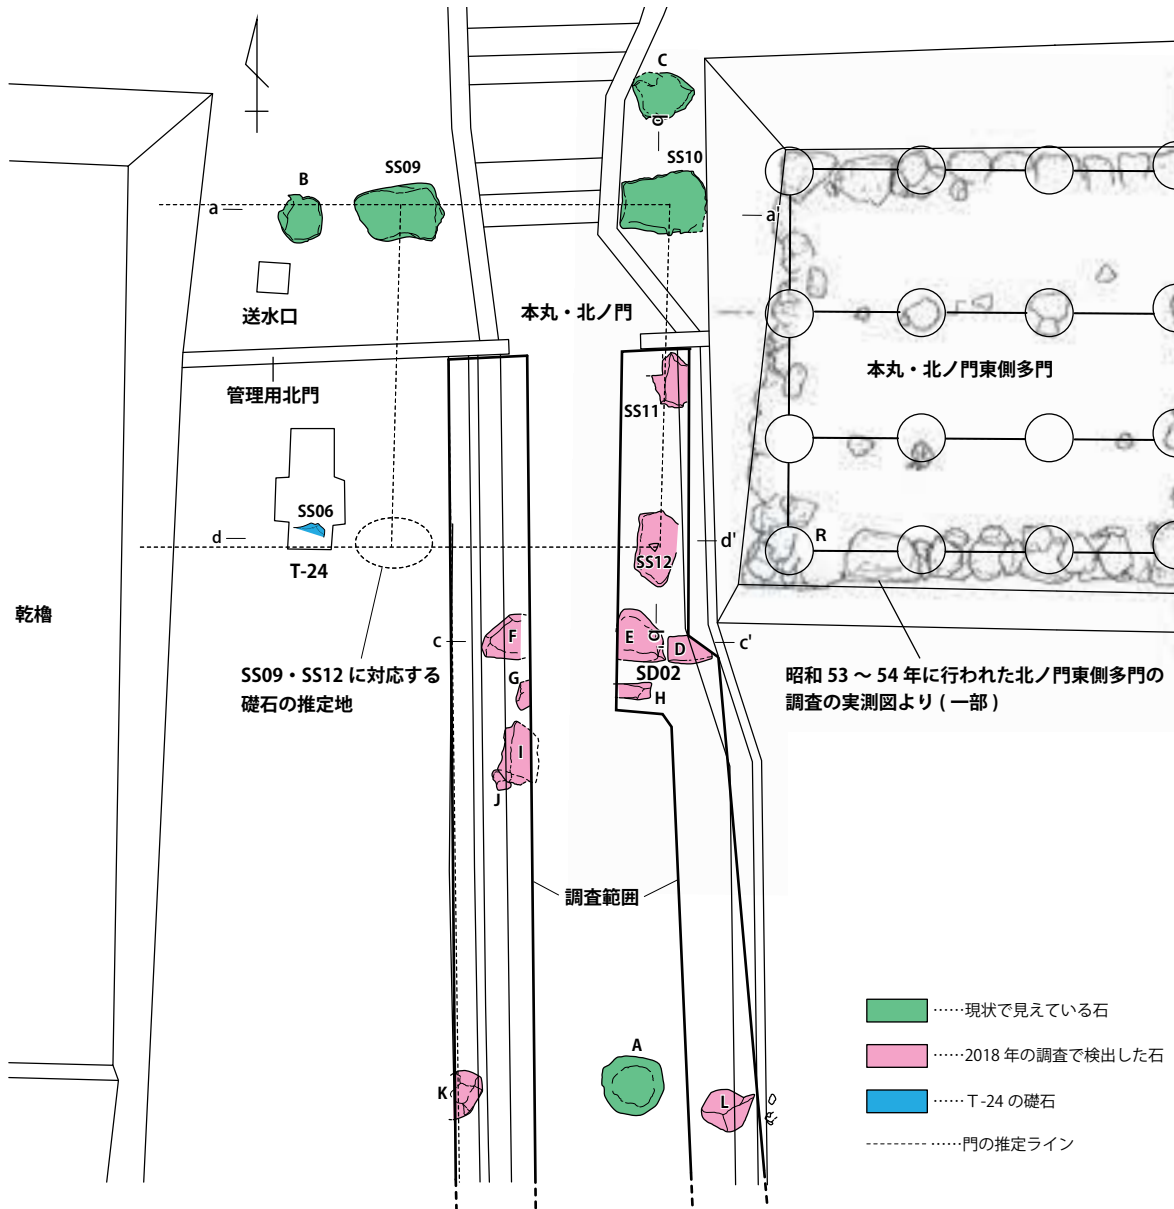 C
SS09
SS10
B
a
a'
b'
送水口
本丸・北ノ門
管理用北門
本丸・北ノ門東側多門
SS11
SS06
d
d'
SS12
T-24
R
乾櫓
c
F
E
b
D
c'
SD02
G
H
SS09・SS12 に対応する
礎石の推定地
昭和 53 ～ 54 年に行われた北ノ門東側多門の
調査の実測図より ( 一部 )
I
J
調査範囲
……現状で見えている石
A
……2018 年の調査で検出した石
K
L
……Ｔ-24 の礎石
……門の推定ライン